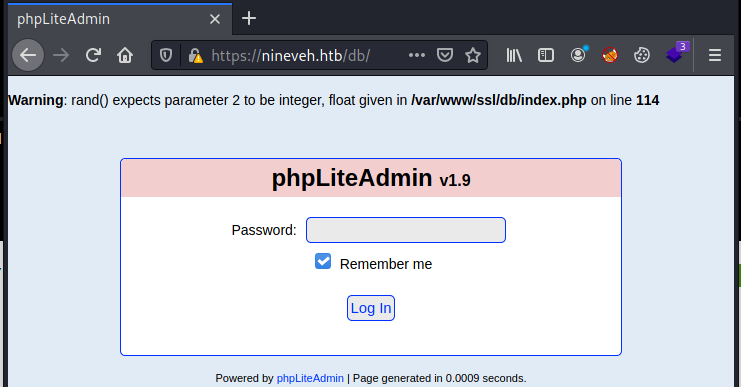 phpLiteAdmin
https://nineveh.htb/db/
3
Warning: rand() expects parameter 2 to be integer, float given in /var/www/ssl/db/index.php on line 114
phpLiteAdmin v1.9
Password:
Remember me
Log In
Powered by phpLiteAdmin | Page generated in 0.0009 seconds.